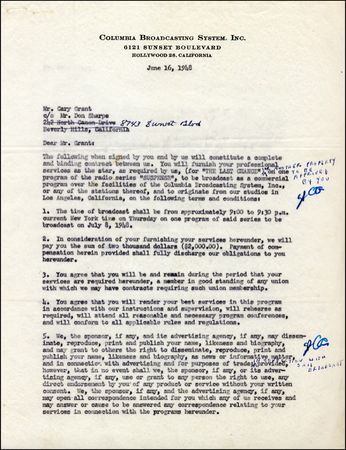 COLUMBIA BROADCASTING SYSTEM, INC.
6121 SUNSET BOULEVARD
HOLLYWOOD 28, CALIFORNIA
June 16, 1948
Mr. Cary Grant
c/o Mr. Don Sharpe
242 North Canon Drive 8743 Sunset Blvd
Beverly Hills, California
Dear Mr. Grant:
The following when signed by you and by us will constitute a complete
and binding contract between us. You will furnish your professional
services as the star, as required by us, (for "THE LAST CHANCE") on one
program of the radio series "SUSPENSE", to be broadcast as a commercial
program over the facilities of the Columbia Broadcasting System, Inc.,
or any of the stations thereof, and to originate from our studios in
Los Angeles, California, on the following terms and conditions:
PROPERTY
TO BE
APPROVED
BY YOU
1. The time of broadcast shall be from approximately 9:00 to 9:30 p.m.
current New York time on Thursday on one program of said series to be
broadcast on July 8, 1948.
2. In consideration of your furnishing your services hereunder, we will
pay you the sum of two thousand dollars ($2,000.00). Payment of com-
pensation herein provided shall fully discharge our obligations to you
hereunder.
3. You agree that you will be and remain during the period that your
services are required hereunder, a member in good standing of any union
with which we may have contracts requiring such union membership.
4. You agree that you will render your best services in this program
in accordance with our instructions and supervision, will rehearse as
required, will attend all reasonable and necessary program conferences,
and will conform to all applicable rules and regulations.
5. We, the sponsor, if any, and its advertising agency, if any, may dissem-
inate, reproduce, print and publish your name, likeness and biography,
and may grant to others the right to disseminate, reproduce, print and
publish your name, likeness and biography, as news or informative matter,
and in connection with advertising and for purposes of trade; provided,
however, that in no event shall we, the sponsor, if any, or its adver-
tising agency, if any, use or grant to any person the right to use, any
direct endorsement by you of any product or service without your written
consent. We, the sponsor, if any, and the advertising agency, if any,
may open all correspondence intended for you which any of us receives and
may answer or cause to be answered any correspondence relating to your
services in connection with the programs hereunder.
WITH
BROADCAST